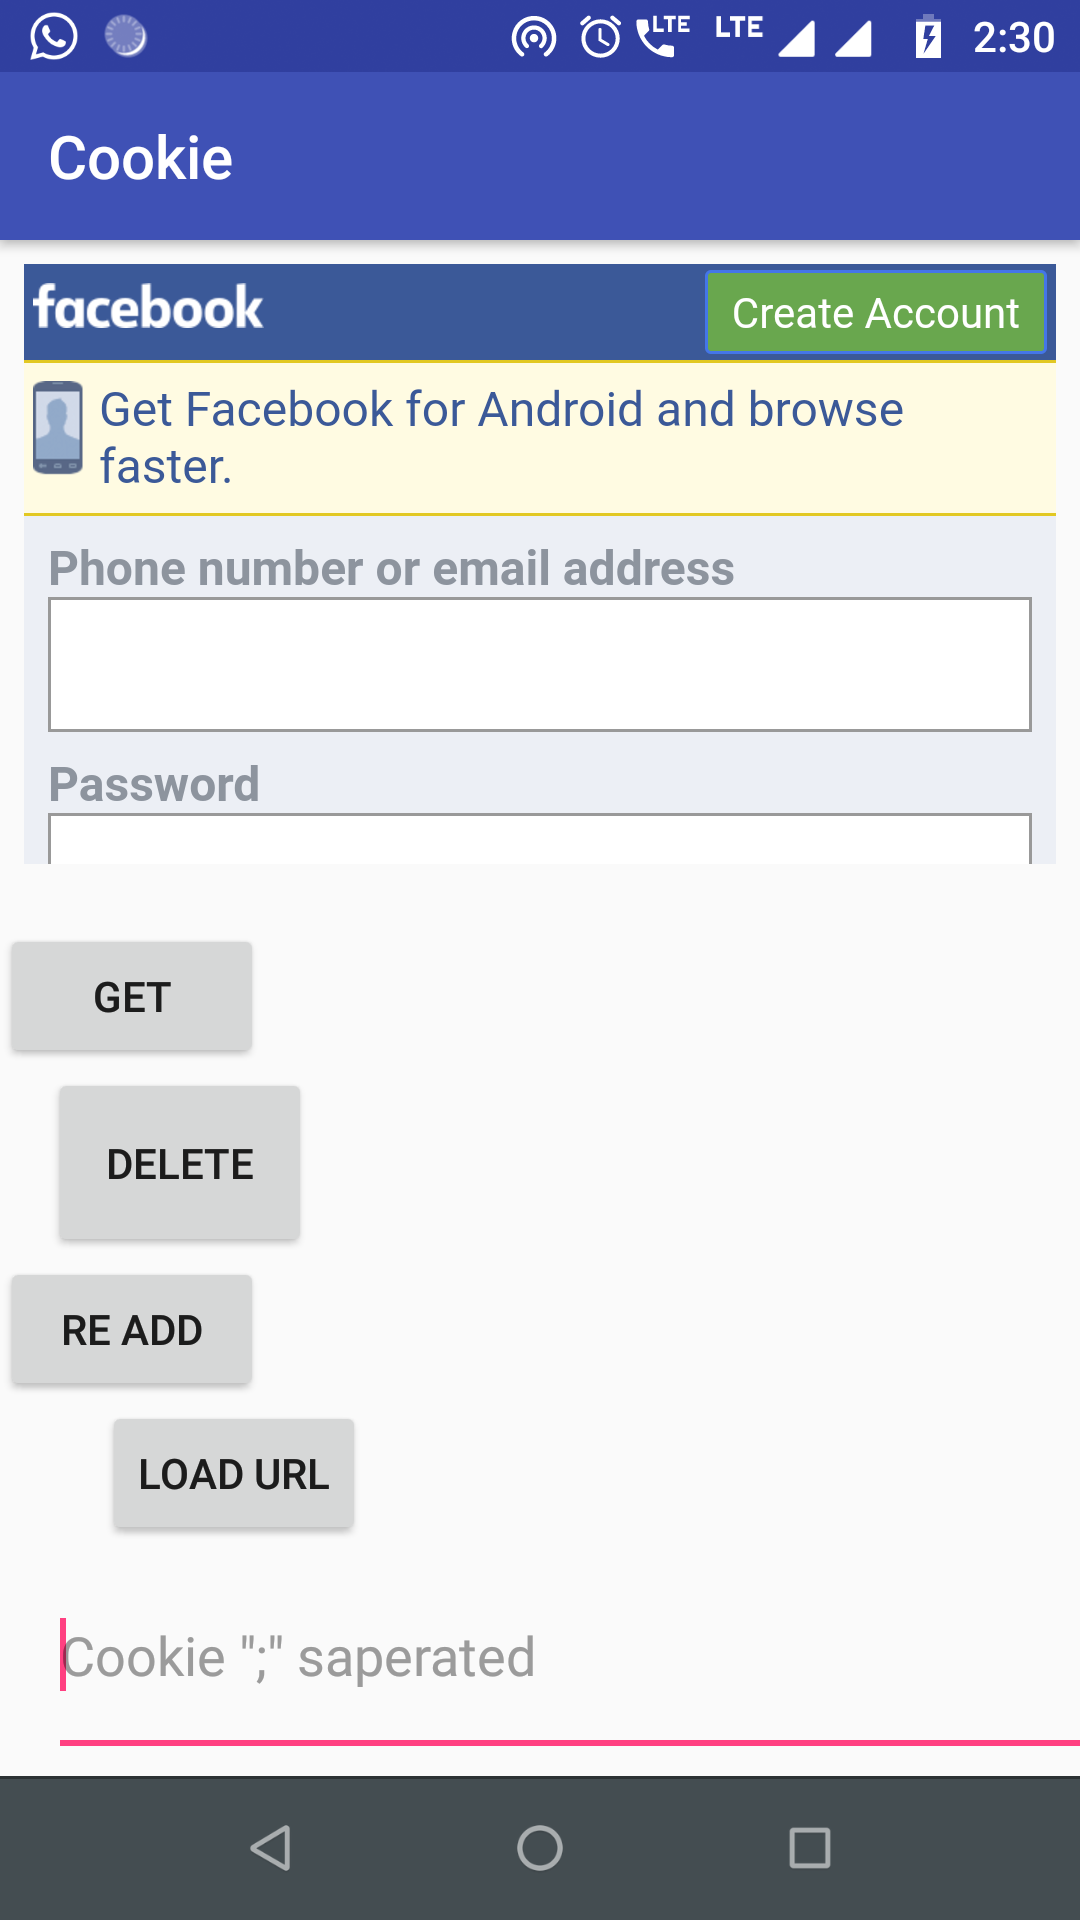 LTE LTE 2:30
Cookie
facebook Create Account
Get Facebook for Android and browse
faster.
Phone number or email address
Password
GET
DELETE
RE ADD
LOAD URL
Cookie ";" saperated